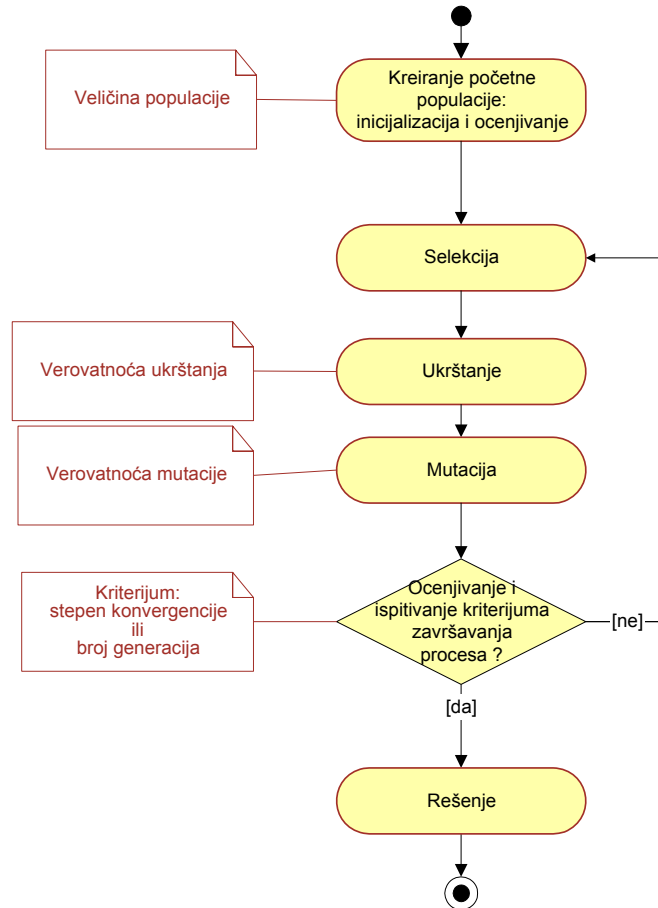 Veličina populacije
Kreiranje početne
populacije:
inicijalizacija i ocenjivanje
Selekcija
Verovatnoća ukrštanja
Ukrštanje
Verovatnoća mutacije
Mutacija
Kriterijum:
stepen konvergencije
ili
broj generacija
Ocenjivanje i
ispitivanje kriterijuma
završavanja
procesa ?
[ne]
[da]
Rešenje